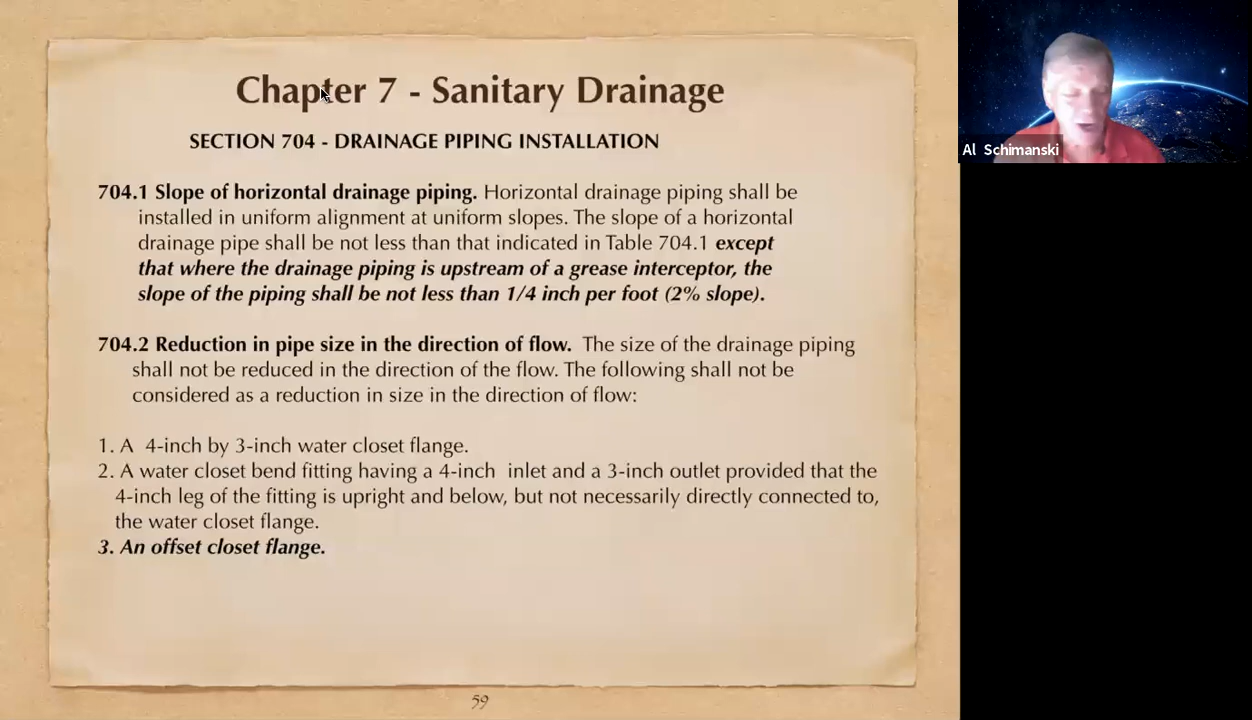 Chapter 7 - Sanitary Drainage
SECTION 704 - DRAINAGE PIPING INSTALLATION
704.1 Slope of horizontal drainage piping. Horizontal drainage piping shall be
installed in uniform alignment at uniform slopes. The slope of a horizontal
drainage pipe shall be not less than that indicated in Table 704.1 except
that where the drainage piping is upstream of a grease interceptor, the
slope of the piping shall be not less than 1/4 inch per foot (2% slope).
704.2 Reduction in pipe size in the direction of flow. The size of the drainage piping
shall not be reduced in the direction of the flow. The following shall not be
considered as a reduction in size in the direction of flow:
1. A 4-inch by 3-inch water closet flange.
2. A water closet bend fitting having a 4-inch inlet and a 3-inch outlet provided that the
4-inch leg of the fitting is upright and below, but not necessarily directly connected to,
the water closet flange.
3. An offset closet flange.
59
Al Schimanski